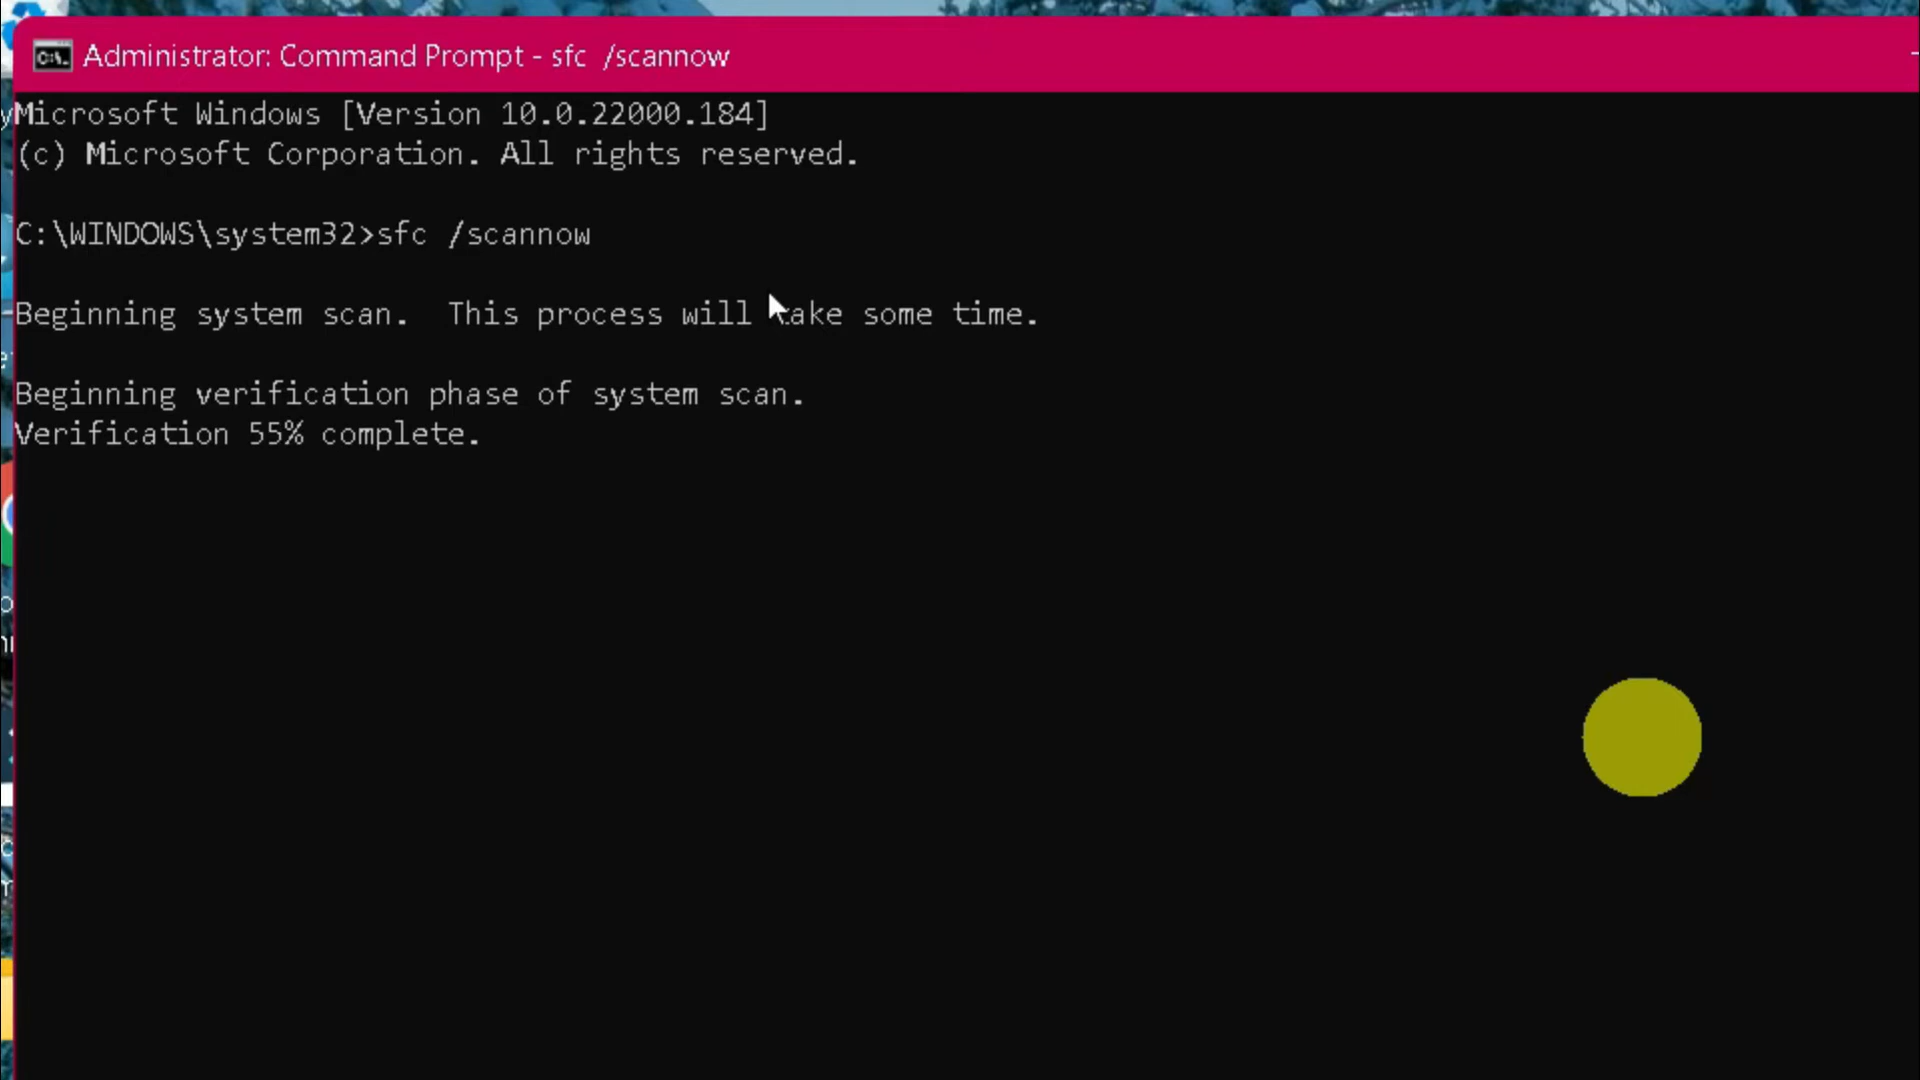 Administrator: Command Prompt - sfc  /scannow
Microsoft Windows [Version 10.0.22000.184]
(c) Microsoft Corporation. All rights reserved.
C:\WINDOWS\system32>sfc /scannow
Beginning system scan.  This process will take some time.
Beginning verification phase of system scan.
Verification 55% complete.